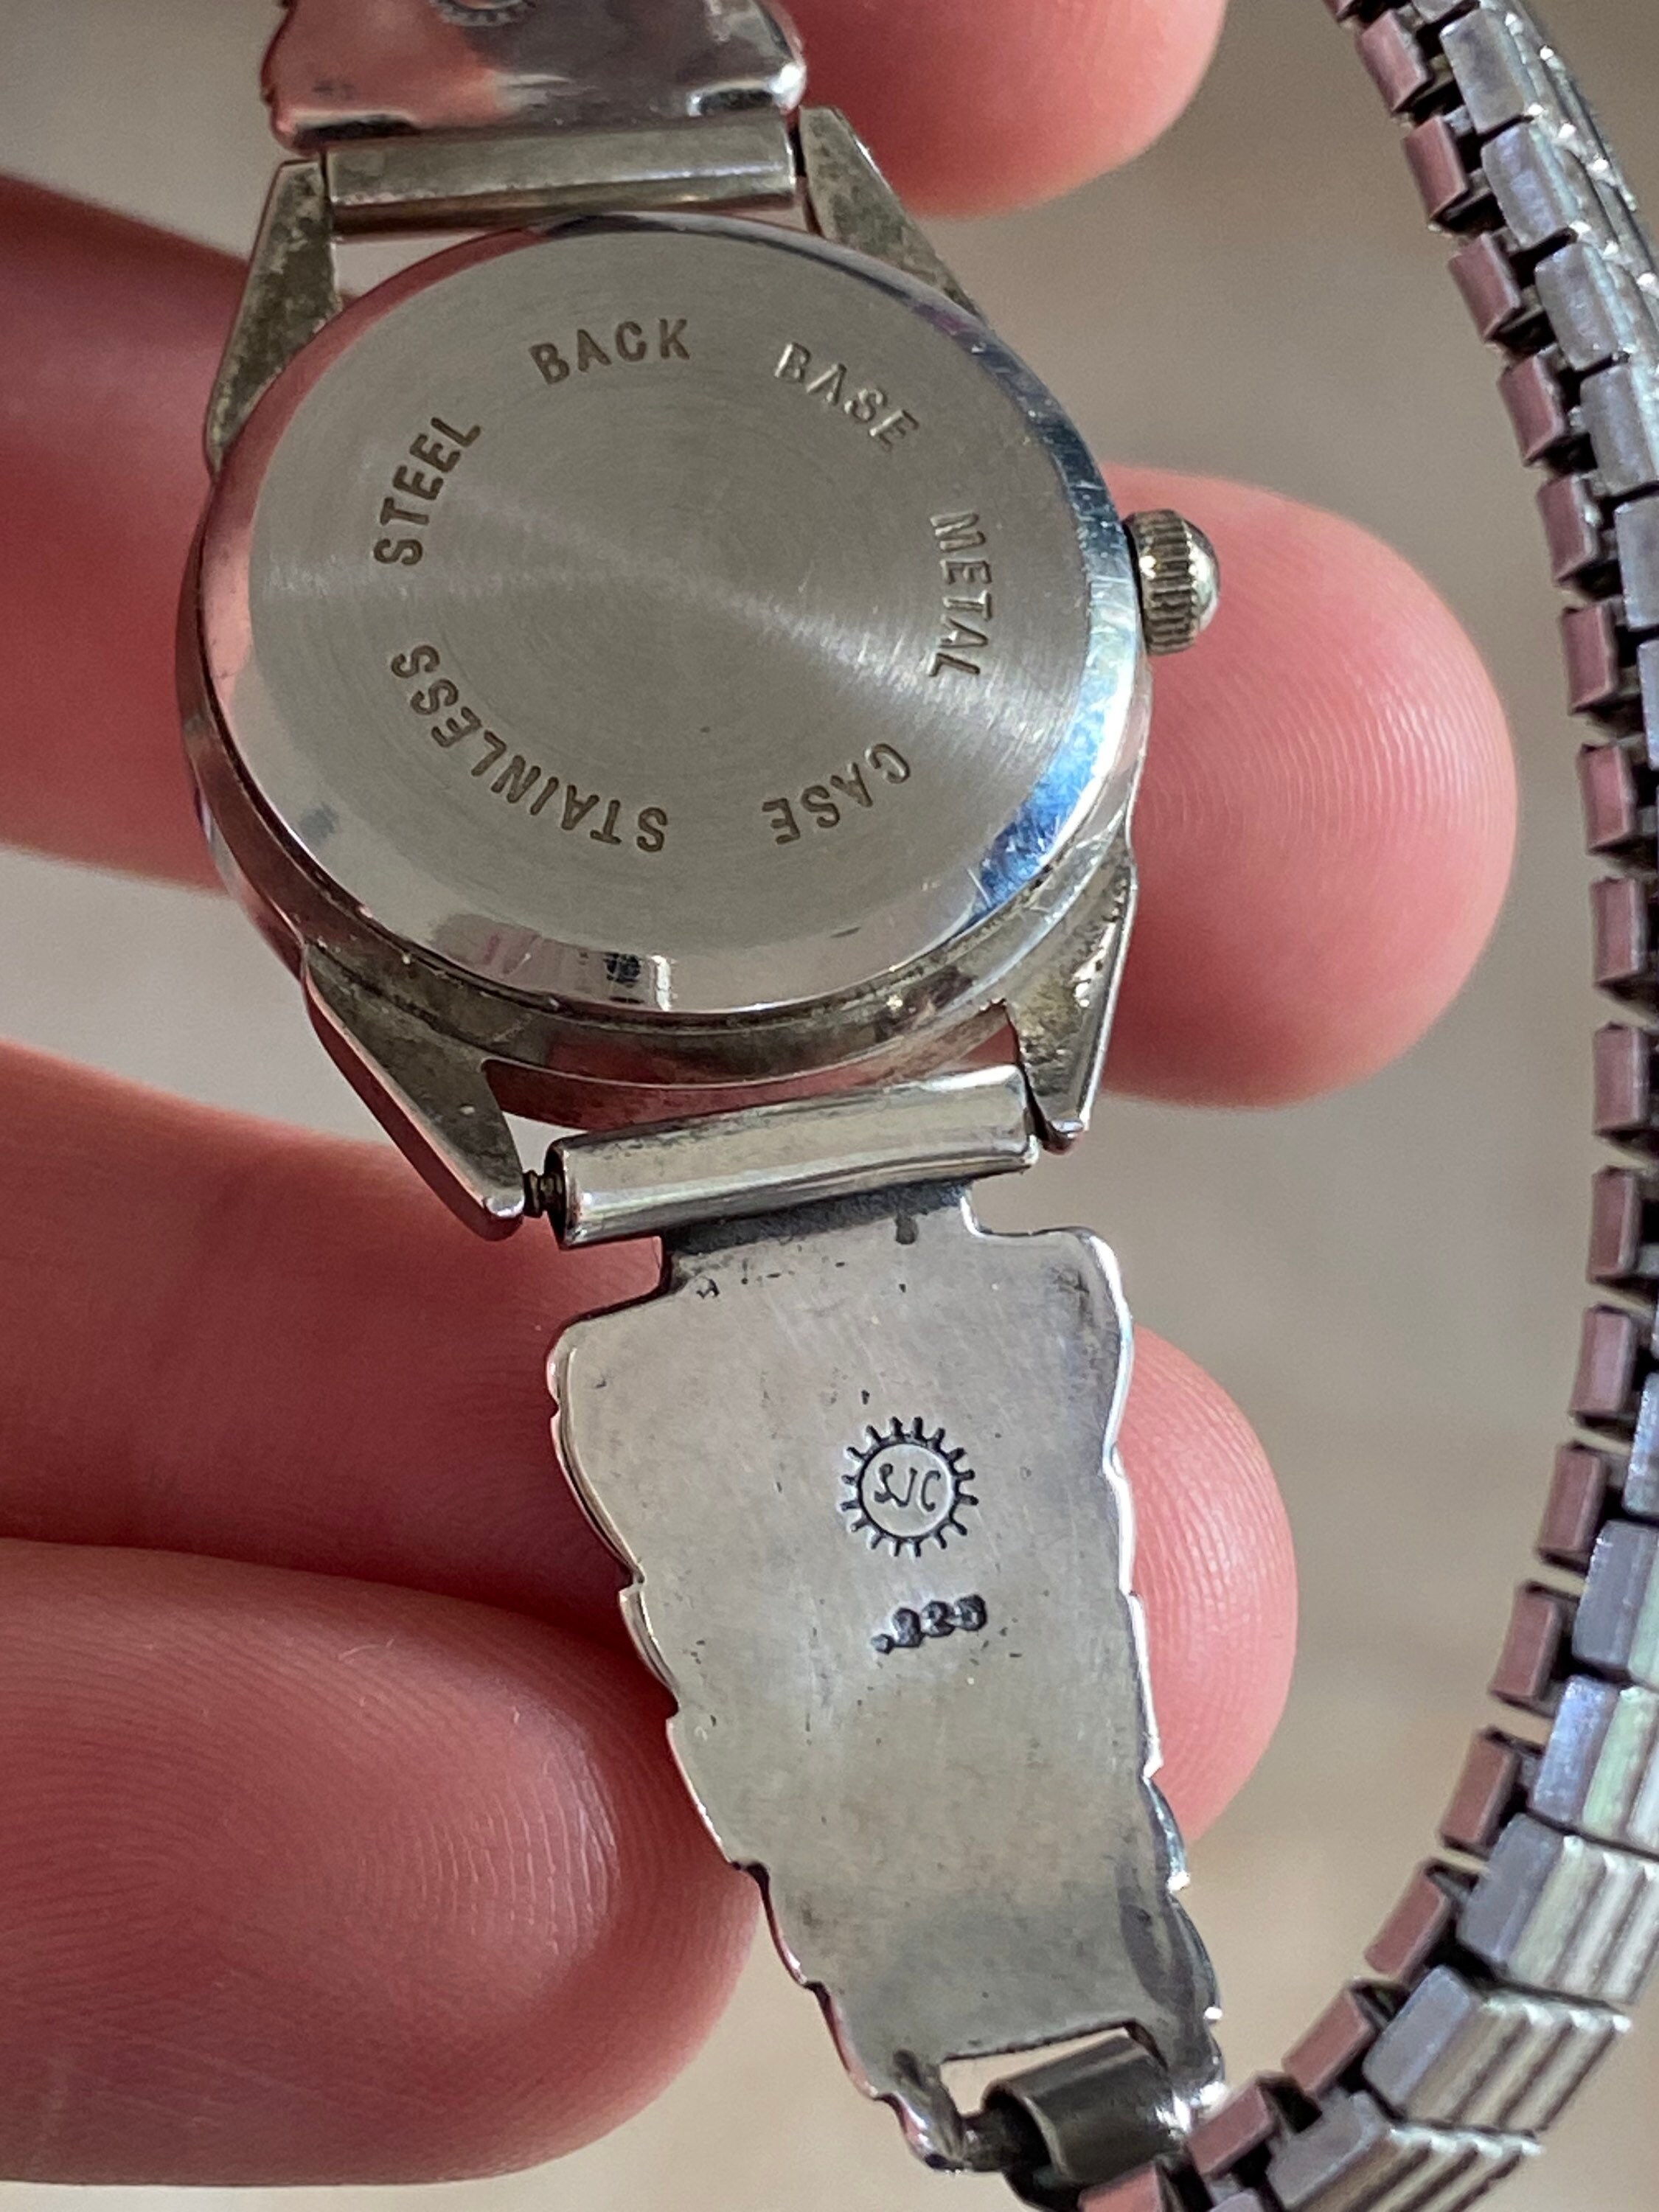 STAINLESS STEEL BACK BASE METAL CASE
SJC
.925